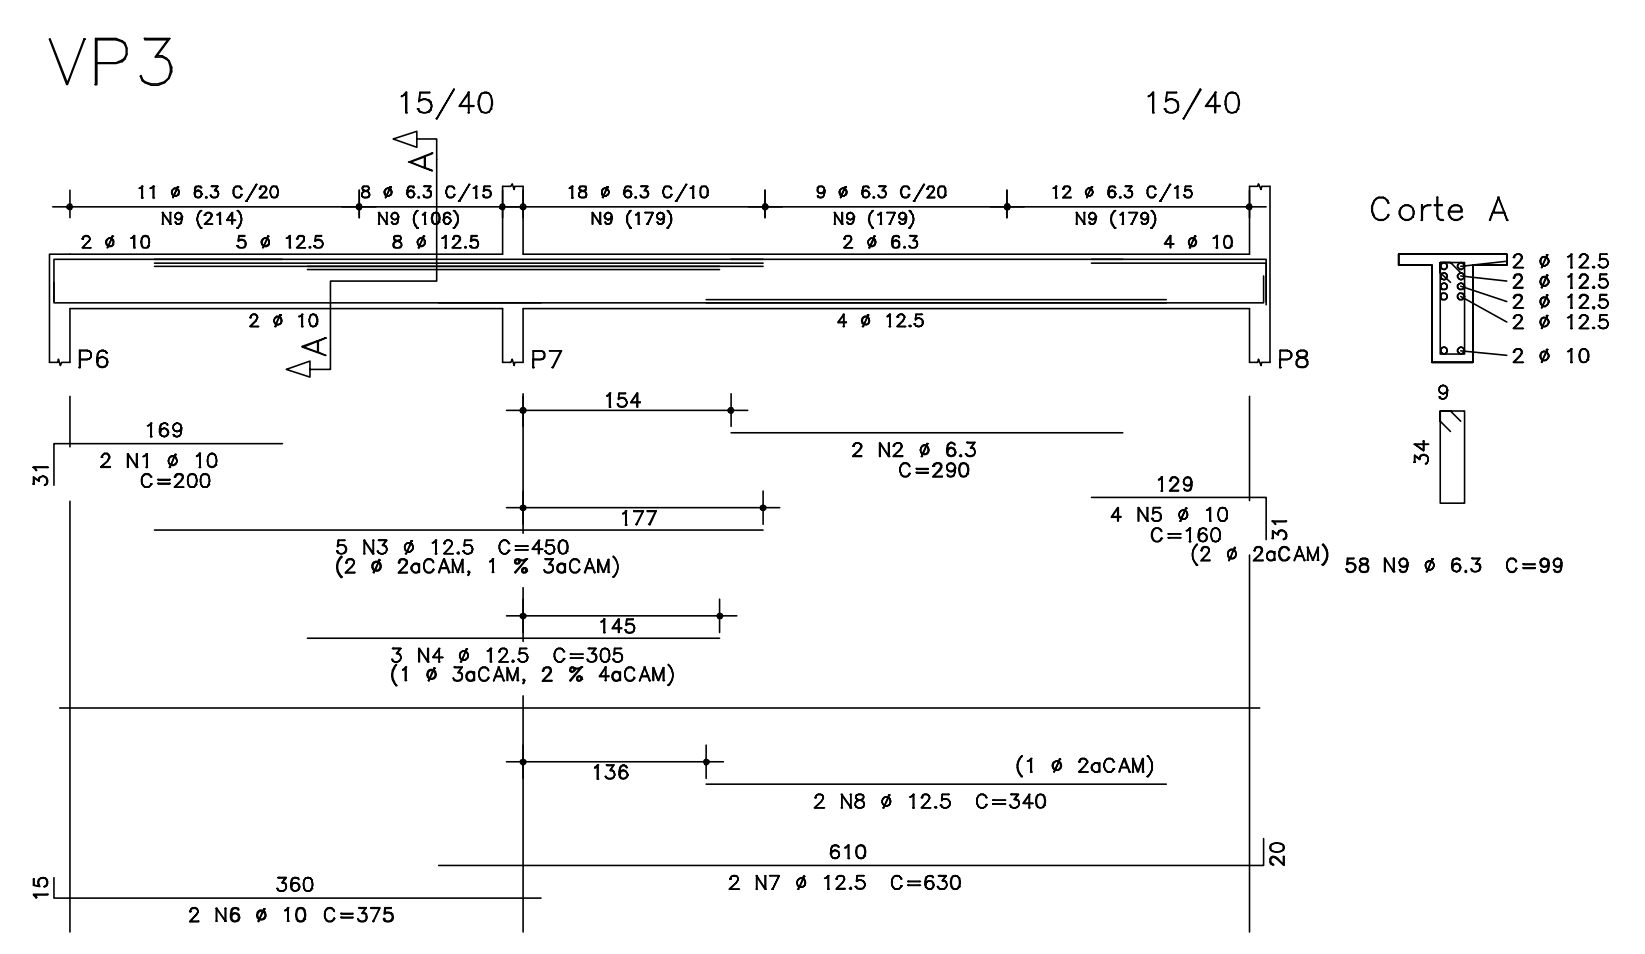 VP3
15/40
15/40
11 ø 6.3 C/20
8 ø 6.3 C/15
18 ø 6.3 C/10
9 ø 6.3 C/20
12 ø 6.3 C/15
N9 (214)
N9 (106)
N9 (179)
N9 (179)
N9 (179)
A
2 ø 10
5 ø 12.5
8 ø 12.5
2 ø 6.3
4 ø 10
2 ø 10
4 ø 12.5
A
P6
P7
P8
Corte A
2 ø 12.5
2 ø 12.5
2 ø 12.5
2 ø 12.5
2 ø 10
9
34
58 N9 ø 6.3 C=99
154
169
31
2 N1 ø 10
C=200
2 N2 ø 6.3
C=290
129
31
4 N5 ø 10
C=160
(2 ø 2aCAM)
177
5 N3 ø 12.5 C=450
(2 ø 2aCAM, 1 % 3aCAM)
145
3 N4 ø 12.5 C=305
(1 ø 3aCAM, 2 % 4aCAM)
136
(1 ø 2aCAM)
2 N8 ø 12.5 C=340
610
20
2 N7 ø 12.5 C=630
15
360
2 N6 ø 10 C=375